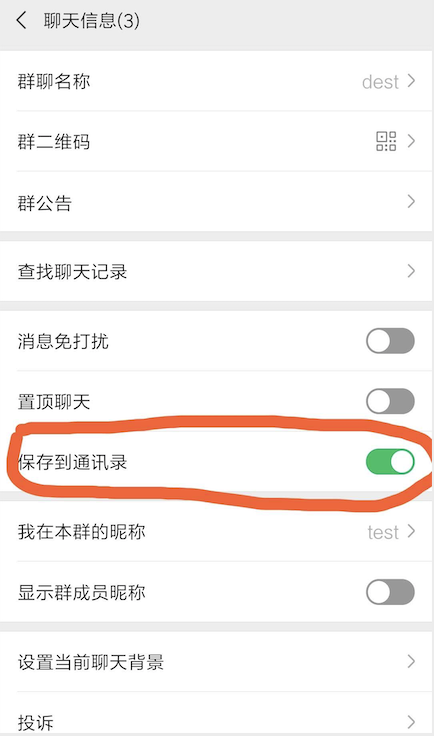 聊天信息(3)
群聊名称 dest
群二维码
群公告
查找聊天记录
消息免打扰
置顶聊天
保存到通讯录
我在本群的昵称 test
显示群成员昵称
设置当前聊天背景
投诉